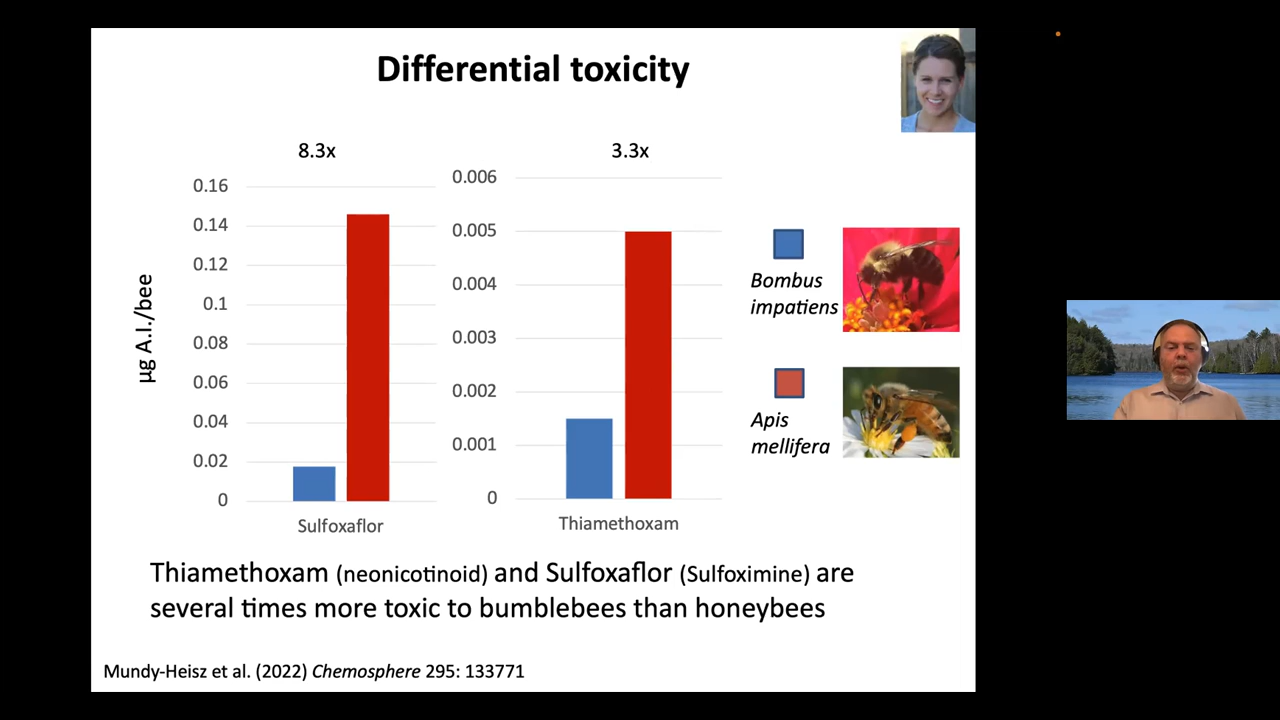 Differential toxicity
8.3x
3.3x
µg A.I./bee
0.16
0.14
0.12
0.1
0.08
0.06
0.04
0.02
0
Sulfoxaflor
0.006
0.005
0.004
0.003
0.002
0.001
0
Thiamethoxam
Bombus
impatiens
Apis
mellifera
Thiamethoxam (neonicotinoid) and Sulfoxaflor (Sulfoximine) are
several times more toxic to bumblebees than honeybees
Mundy-Heisz et al. (2022) Chemosphere 295: 133771